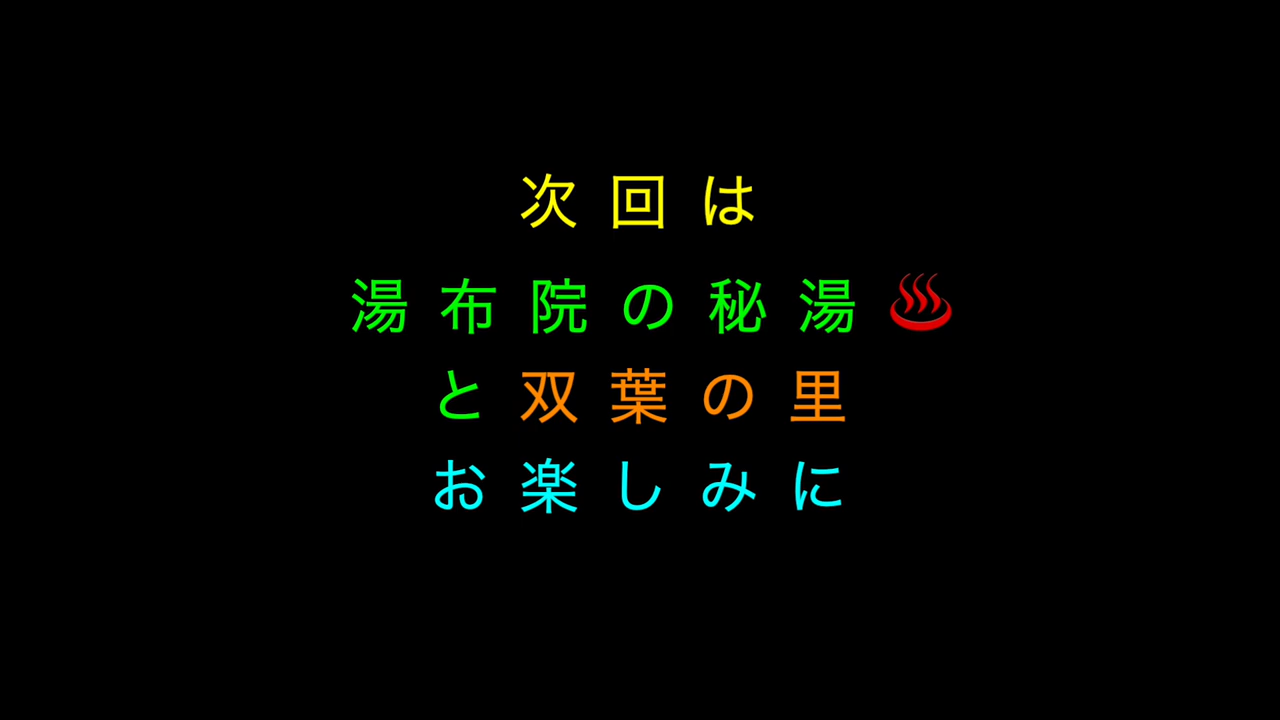 次回は
湯布院の秘湯♨️
と双葉の里
お楽しみに